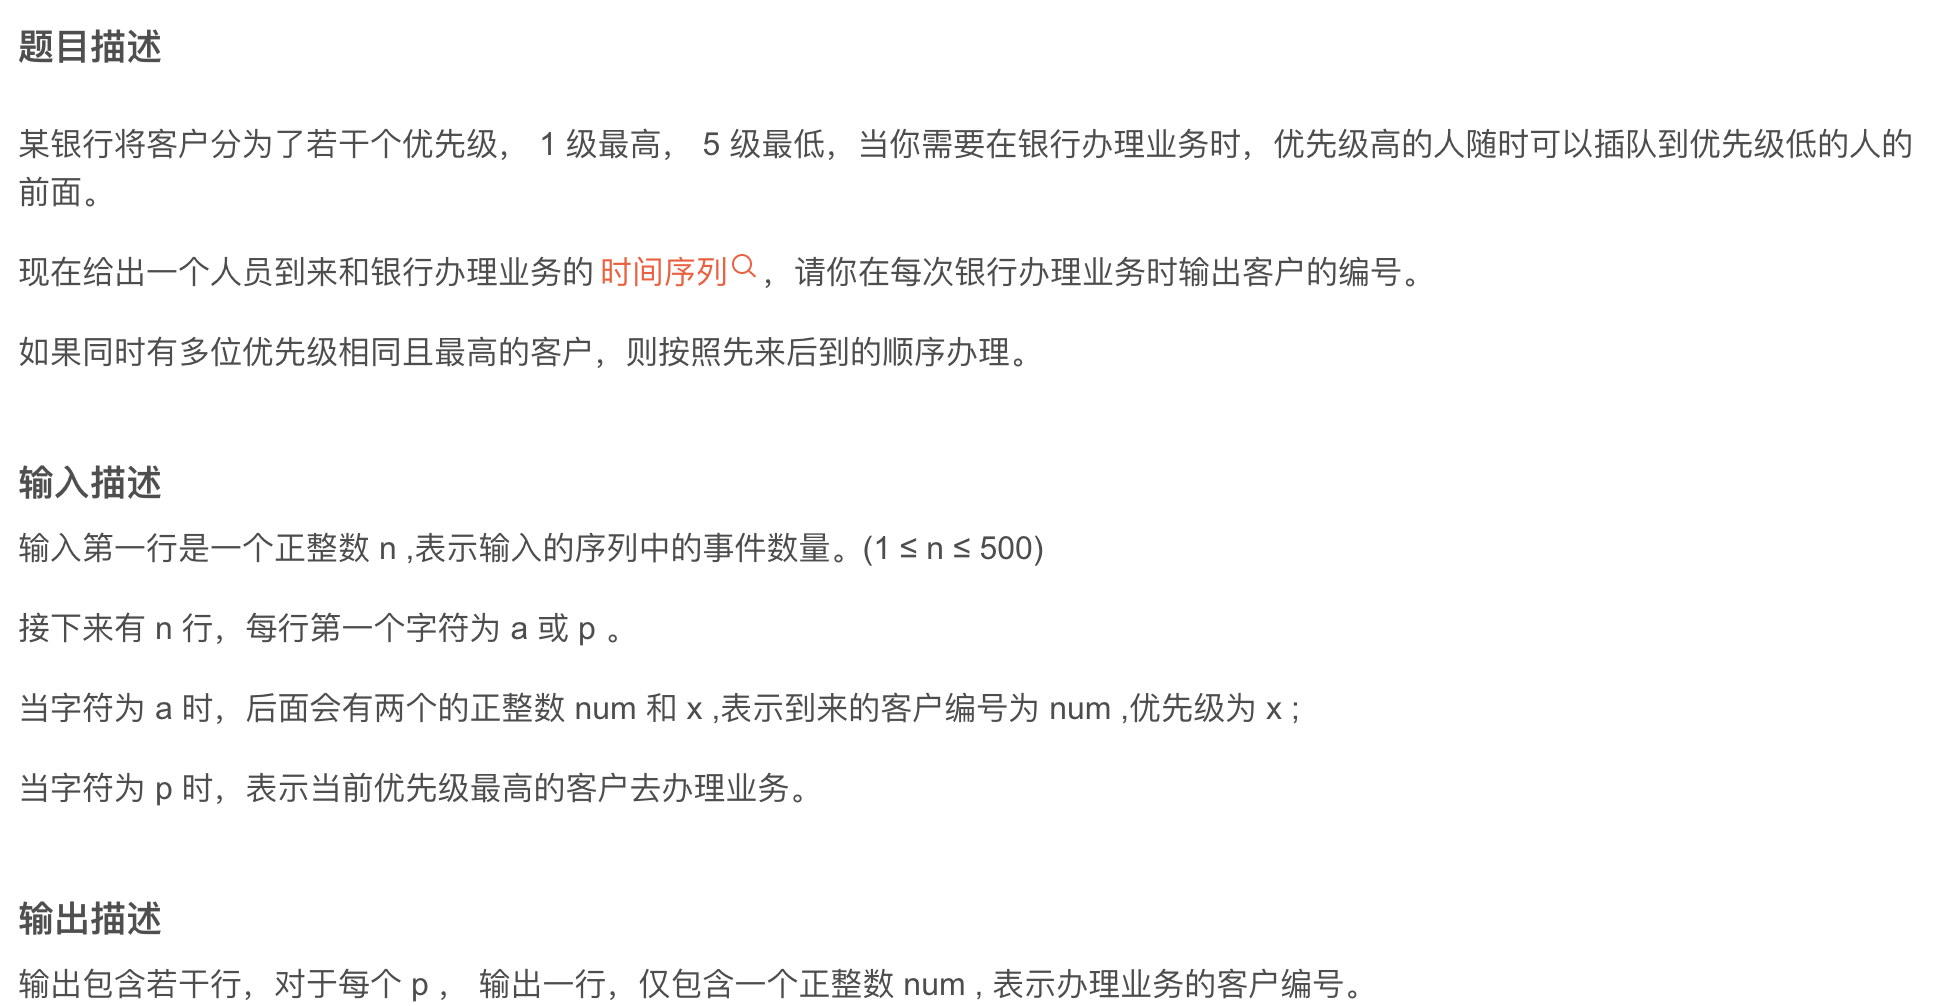 题目描述
某银行将客户分为了若干个优先级， 1 级最高， 5 级最低，当你需要在银行办理业务时，优先级高的人随时可以插队到优先级低的人的
前面。
现在给出一个人员到来和银行办理业务的 时间序列 ，请你在每次银行办理业务时输出客户的编号。
如果同时有多位优先级相同且最高的客户，则按照先来后到的顺序办理。
输入描述
输入第一行是一个正整数 n ,表示输入的序列中的事件数量。(1 ≤ n ≤ 500)
接下来有 n 行，每行第一个字符为 a 或 p 。
当字符为 a 时，后面会有两个的正整数 num 和 x ,表示到来的客户编号为 num ,优先级为 x ;
当字符为 p 时，表示当前优先级最高的客户去办理业务。
输出描述
输出包含若干行，对于每个 p ， 输出一行，仅包含一个正整数 num , 表示办理业务的客户编号。